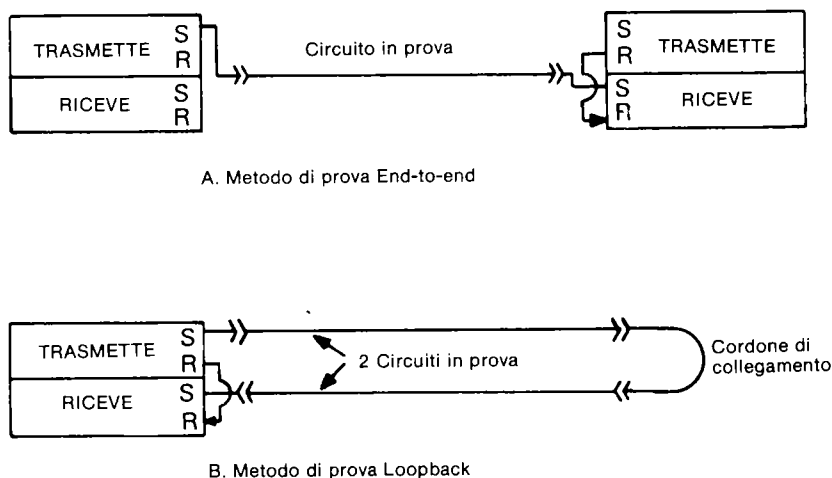 TRASMETTE S
R
RICEVE S
R
Circuito in prova
S
R TRASMETTE
S
R RICEVE
A. Metodo di prova End-to-end
TRASMETTE S
R
RICEVE S
R
2 Circuiti in prova
Cordone di
collegamento
B. Metodo di prova Loopback